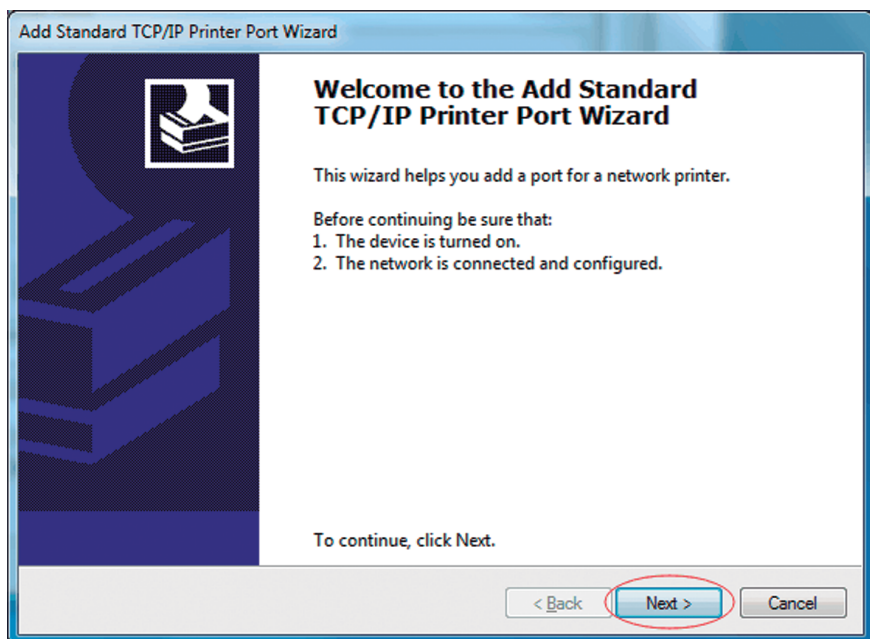 Add Standard TCP/IP Printer Port Wizard
Welcome to the Add Standard
TCP/IP Printer Port Wizard
This wizard helps you add a port for a network printer.
Before continuing be sure that:
1. The device is turned on.
2. The network is connected and configured.
To continue, click Next.
< Back
Next >
Cancel